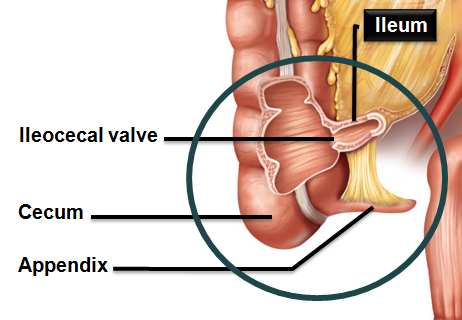 Ileum
Ileocecal valve
Cecum
Appendix